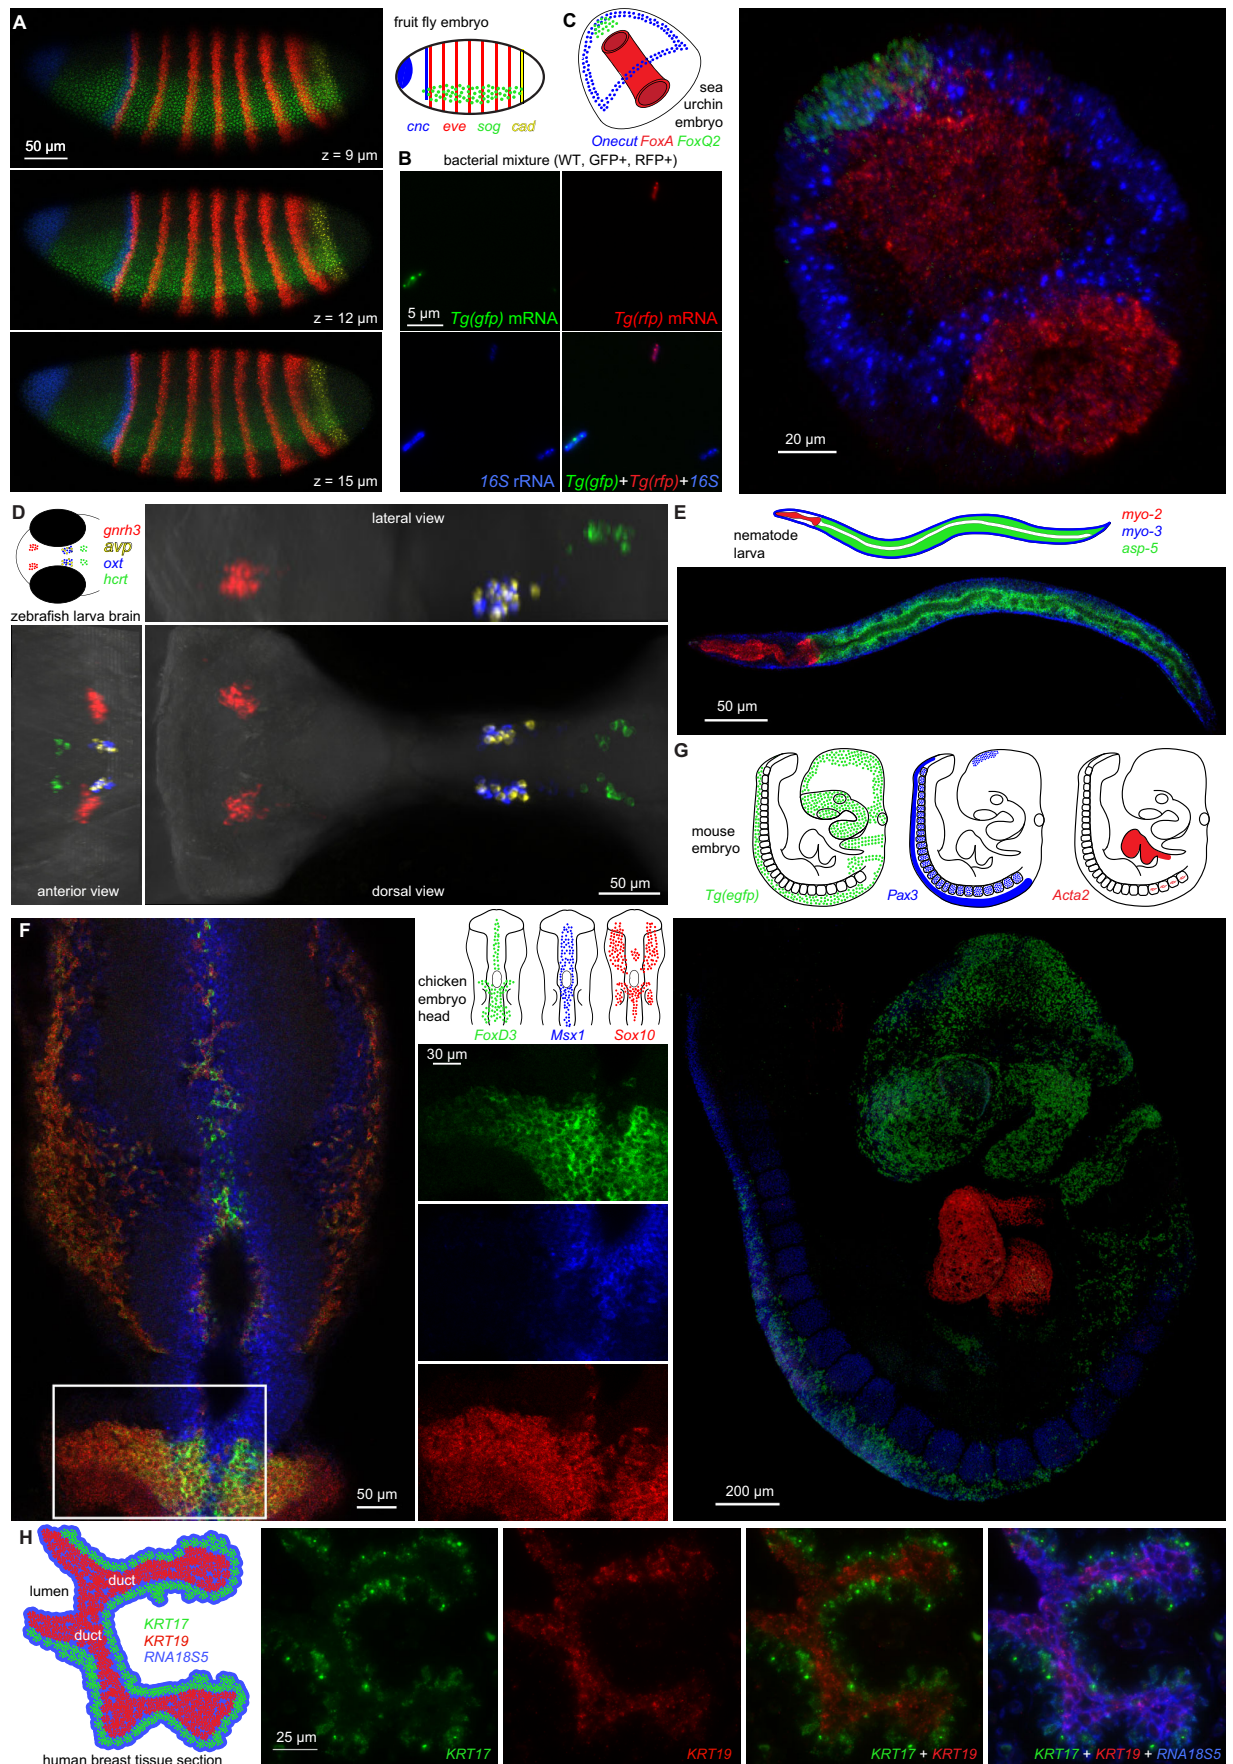 A
fruit fly embryo
50 µm
z = 9 µm
z = 12 µm
z = 15 µm
cnc eve sog cad
B
bacterial mixture (WT, GFP+, RFP+)
5 µm
Tg(gfp) mRNA
Tg(rfp) mRNA
16S rRNA
Tg(gfp)+Tg(rfp)+16S
C
sea
urchin
embryo
Onecut FoxA FoxQ2
20 µm
D
gnrh3
avp
oxt
hcrt
zebrafish larva brain
lateral view
anterior view
dorsal view
50 µm
E
nematode
larva
myo-2
myo-3
asp-5
50 µm
F
50 µm
chicken
embryo
head
FoxD3
Msx1
Sox10
30 µm
G
mouse
embryo
Tg(egfp)
Pax3
Acta2
200 µm
H
lumen
duct
duct
KRT17
KRT19
RNA18S5
human breast tissue section
25 µm
KRT17
KRT19
KRT17 + KRT19
KRT17 + KRT19 + RNA18S5